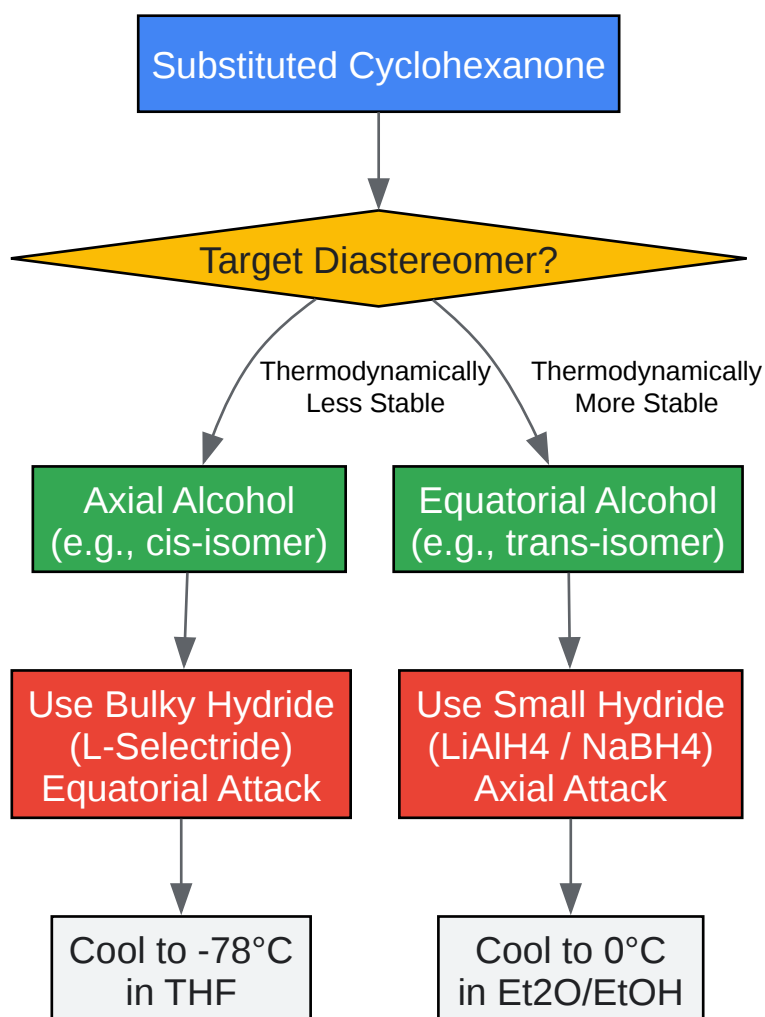 Substituted Cyclohexanone
Target Diastereomer?
Thermodynamically
Less Stable
Thermodynamically
More Stable
Axial Alcohol
(e.g., cis-isomer)
Equatorial Alcohol
(e.g., trans-isomer)
Use Bulky Hydride
(L-Selectride)
Equatorial Attack
Use Small Hydride
(LiAlH4 / NaBH4)
Axial Attack
Cool to -78°C
in THF
Cool to 0°C
in Et2O/EtOH